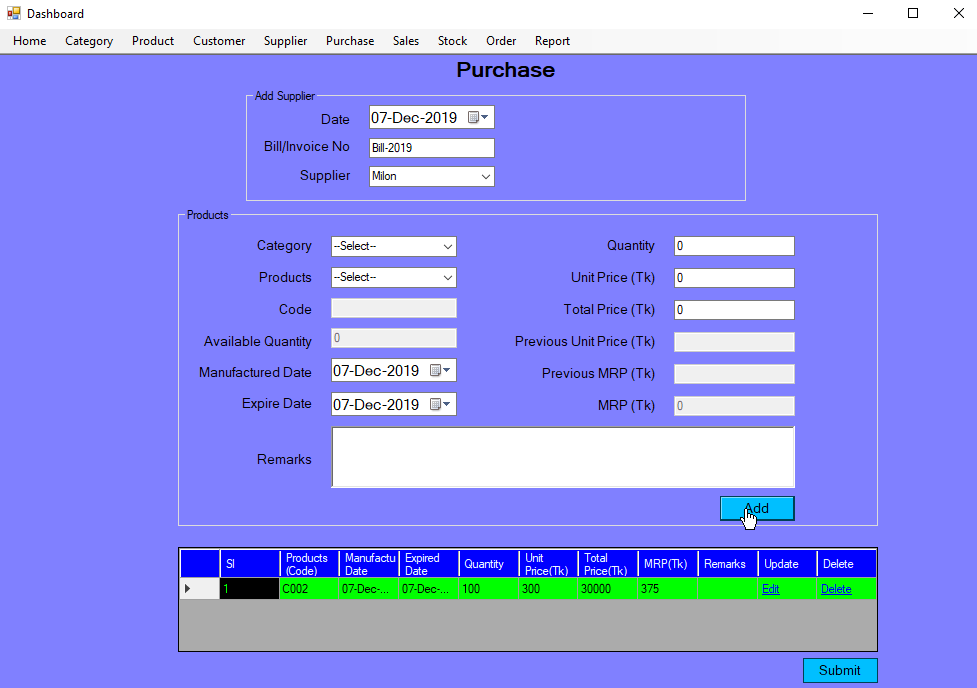 Dashboard
Home Category Product Customer Supplier Purchase Sales Stock Order Report
Purchase
Add Supplier
Date 07-Dec-2019
Bill/Invoice No Bill-2019
Supplier Milon
Products
Category --Select-- Quantity 0
Products --Select-- Unit Price (Tk) 0
Code Total Price (Tk) 0
Available Quantity 0 Previous Unit Price (Tk)
Manufactured Date 07-Dec-2019 Previous MRP (Tk)
Expire Date 07-Dec-2019 MRP (Tk) 0
Remarks
Add
Sl Products (Code) Manufactu Date Expired Date Quantity Unit Price(Tk) Total Price(Tk) MRP(Tk) Remarks Update Delete
1 C002 07-Dec-... 07-Dec-... 100 300 30000 375 Edit Delete
Submit